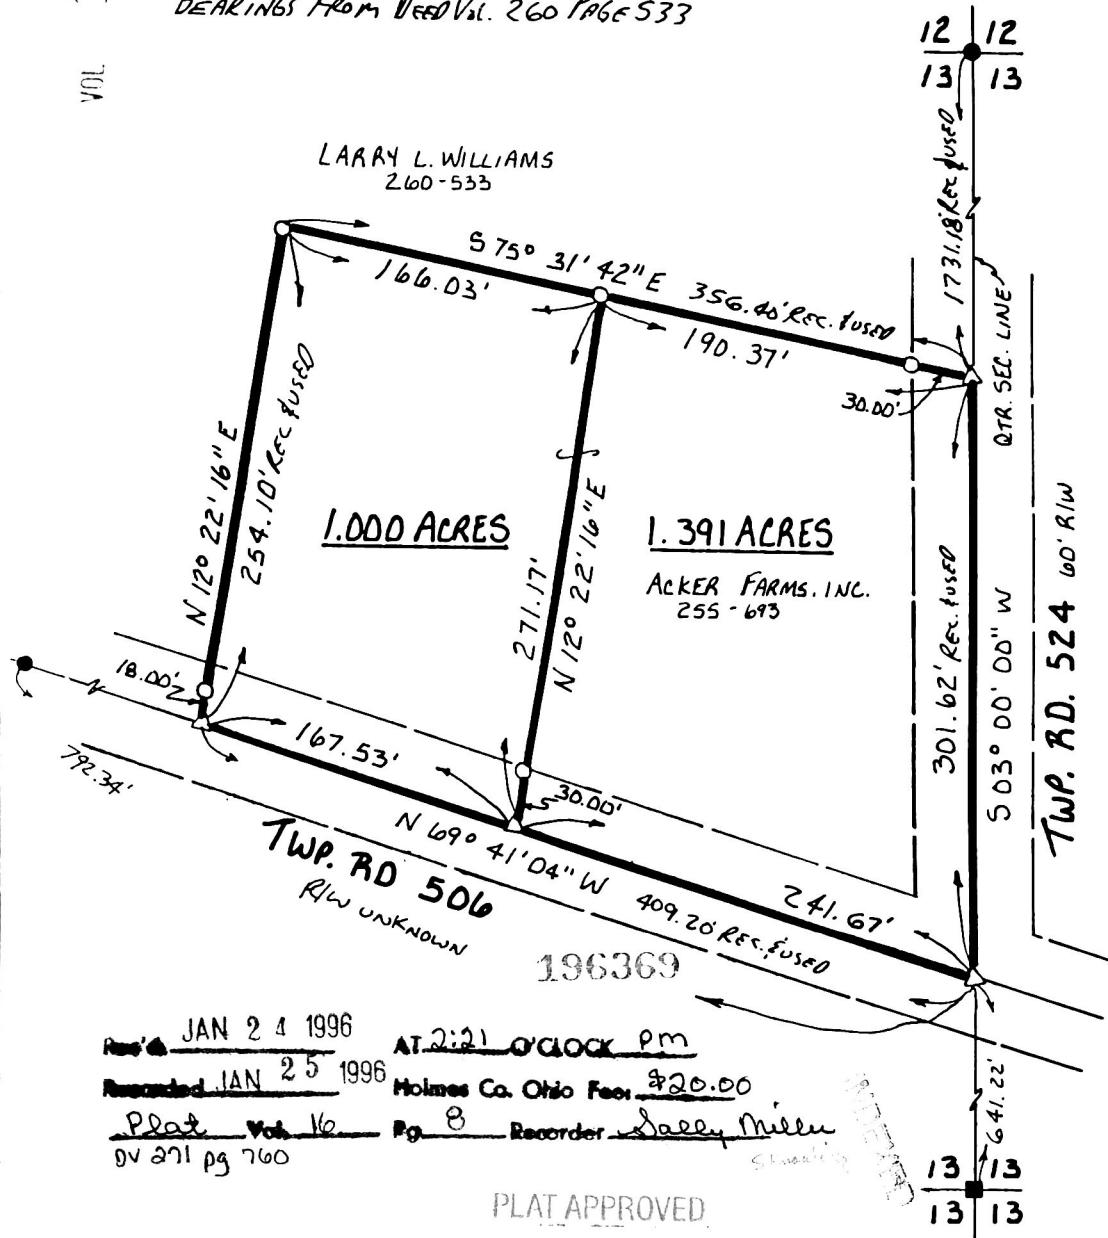 BEARINGS FROM DEED VOL. 260 PAGE 533
VOL
12 12
13 13
LARRY L. WILLIAMS
260-533
1731.18' REC. & USED
S 75° 31' 42" E 356.40' REC. & USED
166.03'
190.37'
30.00'
QTR. SEC. LINE
N 12° 22' 16" E
254.10' REC. & USED
1.000 ACRES
271.17'
N 12° 22' 16" E
1.391 ACRES
ACKER FARMS. INC.
255-693
301.62' REC. & USED
S 03° 00' 00" W
TWP. RD. 524 60' R/W
18.00'
792.34'
167.53'
30.00'
N 69° 41' 04" W 409.20' REC. & USED
241.67'
TWP. RD 506
R/W UNKNOWN
196369
Rec'd JAN 24 1996 AT 2:21 O'CLOCK PM
Recorded JAN 25 1996 Holmes Co. Ohio Fees $20.00
Plat Vol. 16 Pg. 8 Recorder Sally Miller
DV 271 pg 760
641.22'
13 13
13 13
PLAT APPROVED